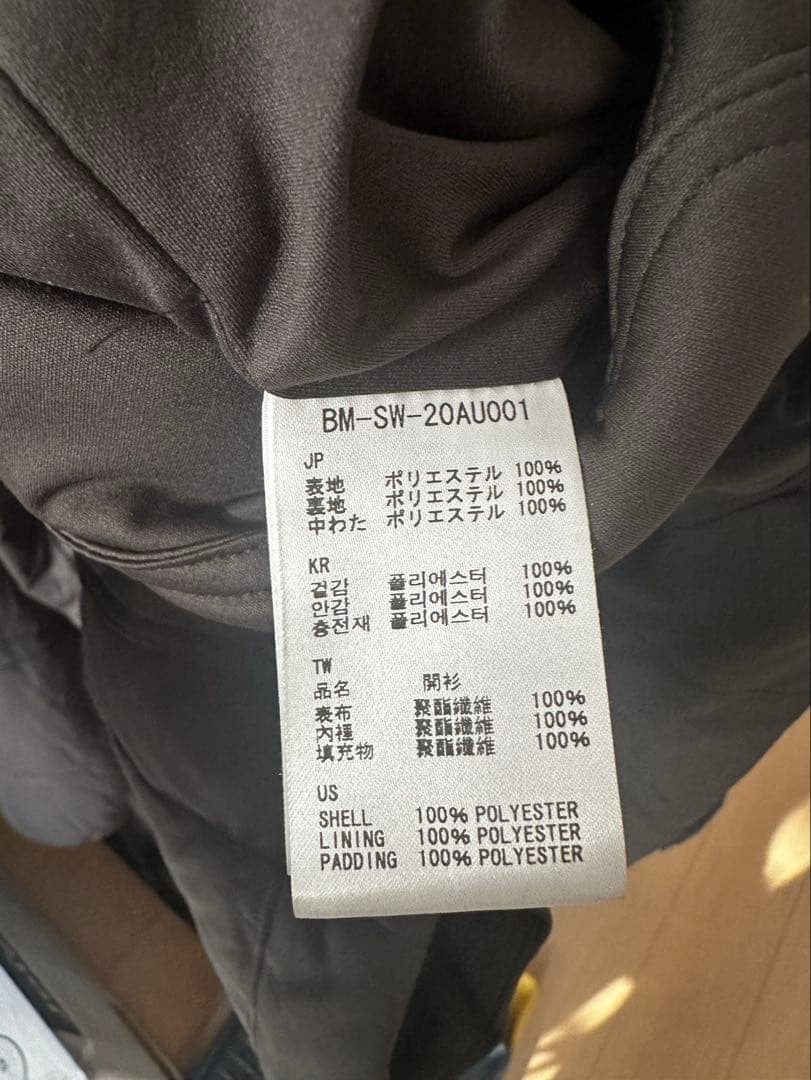 BM-SW-20AU001
JP
表地 ポリエステル 100%
裏地 ポリエステル 100%
中わた ポリエステル 100%
KR
겉감 폴리에스터 100%
안감 폴리에스터 100%
충전재 폴리에스터 100%
TW
品名 開衫
表布 聚酯纖維 100%
內裡 聚酯纖維 100%
填充物 聚酯纖維 100%
US
SHELL 100% POLYESTER
LINING 100% POLYESTER
PADDING 100% POLYESTER